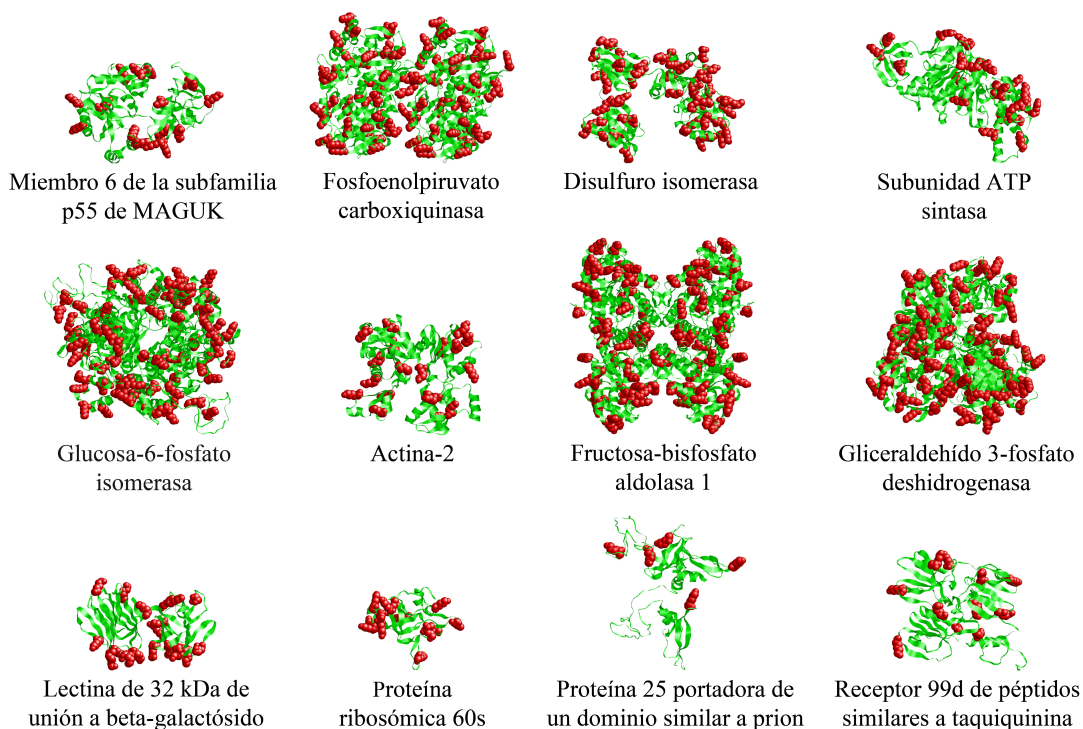 Miembro 6 de la subfamilia
p55 de MAGUK
Fosfoenolpiruvato
carboxiquinasa
Disulfuro isomerasa
Subunidad ATP
sintasa
Glucosa-6-fosfato
isomerasa
Actina-2
Fructosa-bisfosfato
aldolasa 1
Gliceraldehído 3-fosfato
deshidrogenasa
Lectina de 32 kDa de
unión a beta-galactósido
Proteína
ribosómica 60s
Proteína 25 portadora de
un dominio similar a prion
Receptor 99d de péptidos
similares a taquiquinina